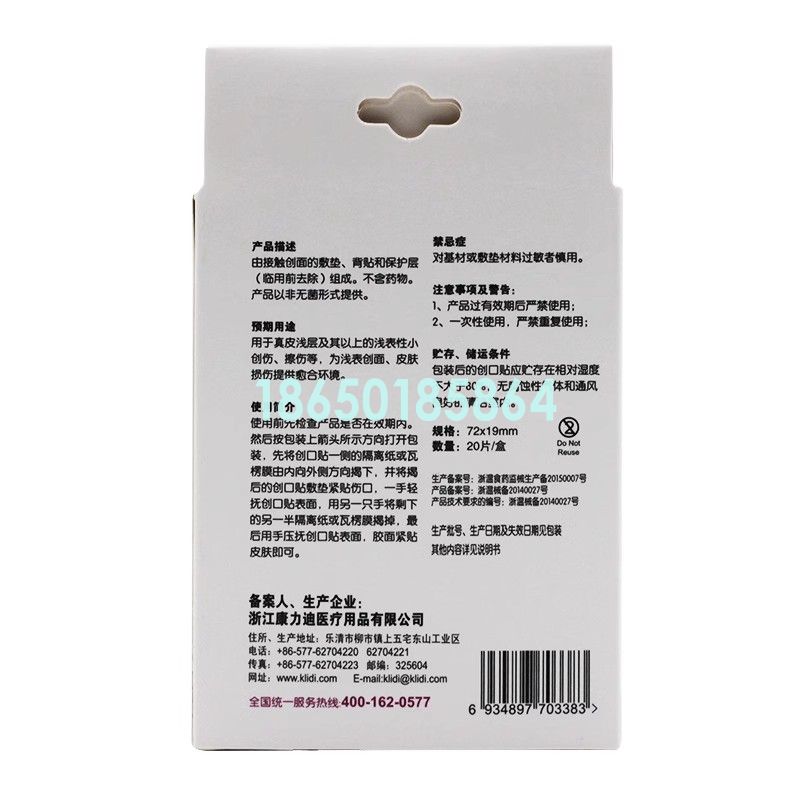 产品描述
由接触创面的敷垫、背贴和保护层
（临用前去除）组成。不含药物。
产品以非无菌形式提供。
预期用途
用于真皮浅层及其以上的浅表性小
创伤、擦伤等，为浅表创面、皮肤
损伤提供愈合环境。
使用简介
使用前先检查产品是否在效期内。
然后按包装上箭头所示方向打开包
装，先将创口贴一侧的隔离纸或瓦
楞膜由内向外侧方向揭下，并将揭
后的创口贴敷垫紧贴伤口，一手轻
抚创口贴表面，用另一只手将剩下
的另一半隔离纸或瓦楞膜揭掉，最
后用手压抚创口贴表面，胶面紧贴
皮肤即可。
禁忌症
对基材或敷垫材料过敏者慎用。
注意事项及警告：
1、产品过有效期后严禁使用；
2、一次性使用，严禁重复使用；
贮存、储运条件
包装后的创口贴应贮存在相对湿度
不大于80%，无腐蚀性气体和通风
18650185864
规格：72x19mm
数量：20片/盒
Do Not
Reuse
生产备案号：浙温食药监械生产备20150007号
产品备案号：浙温械备20140027号
产品技术要求的编号：浙温械备20140027号
生产批号、生产日期及失效日期见包装
其他内容详见说明书
备案人、生产企业：
浙江康力迪医疗用品有限公司
住所、生产地址：乐清市柳市镇上五宅东山工业区
电话：+86-577-62704220 62704221
传真：+86-577-62704223 邮编：325604
网址：www.klidi.com E-mail:klidi@klidi.com
全国统一服务热线:400-162-0577
6 934897 703383 >